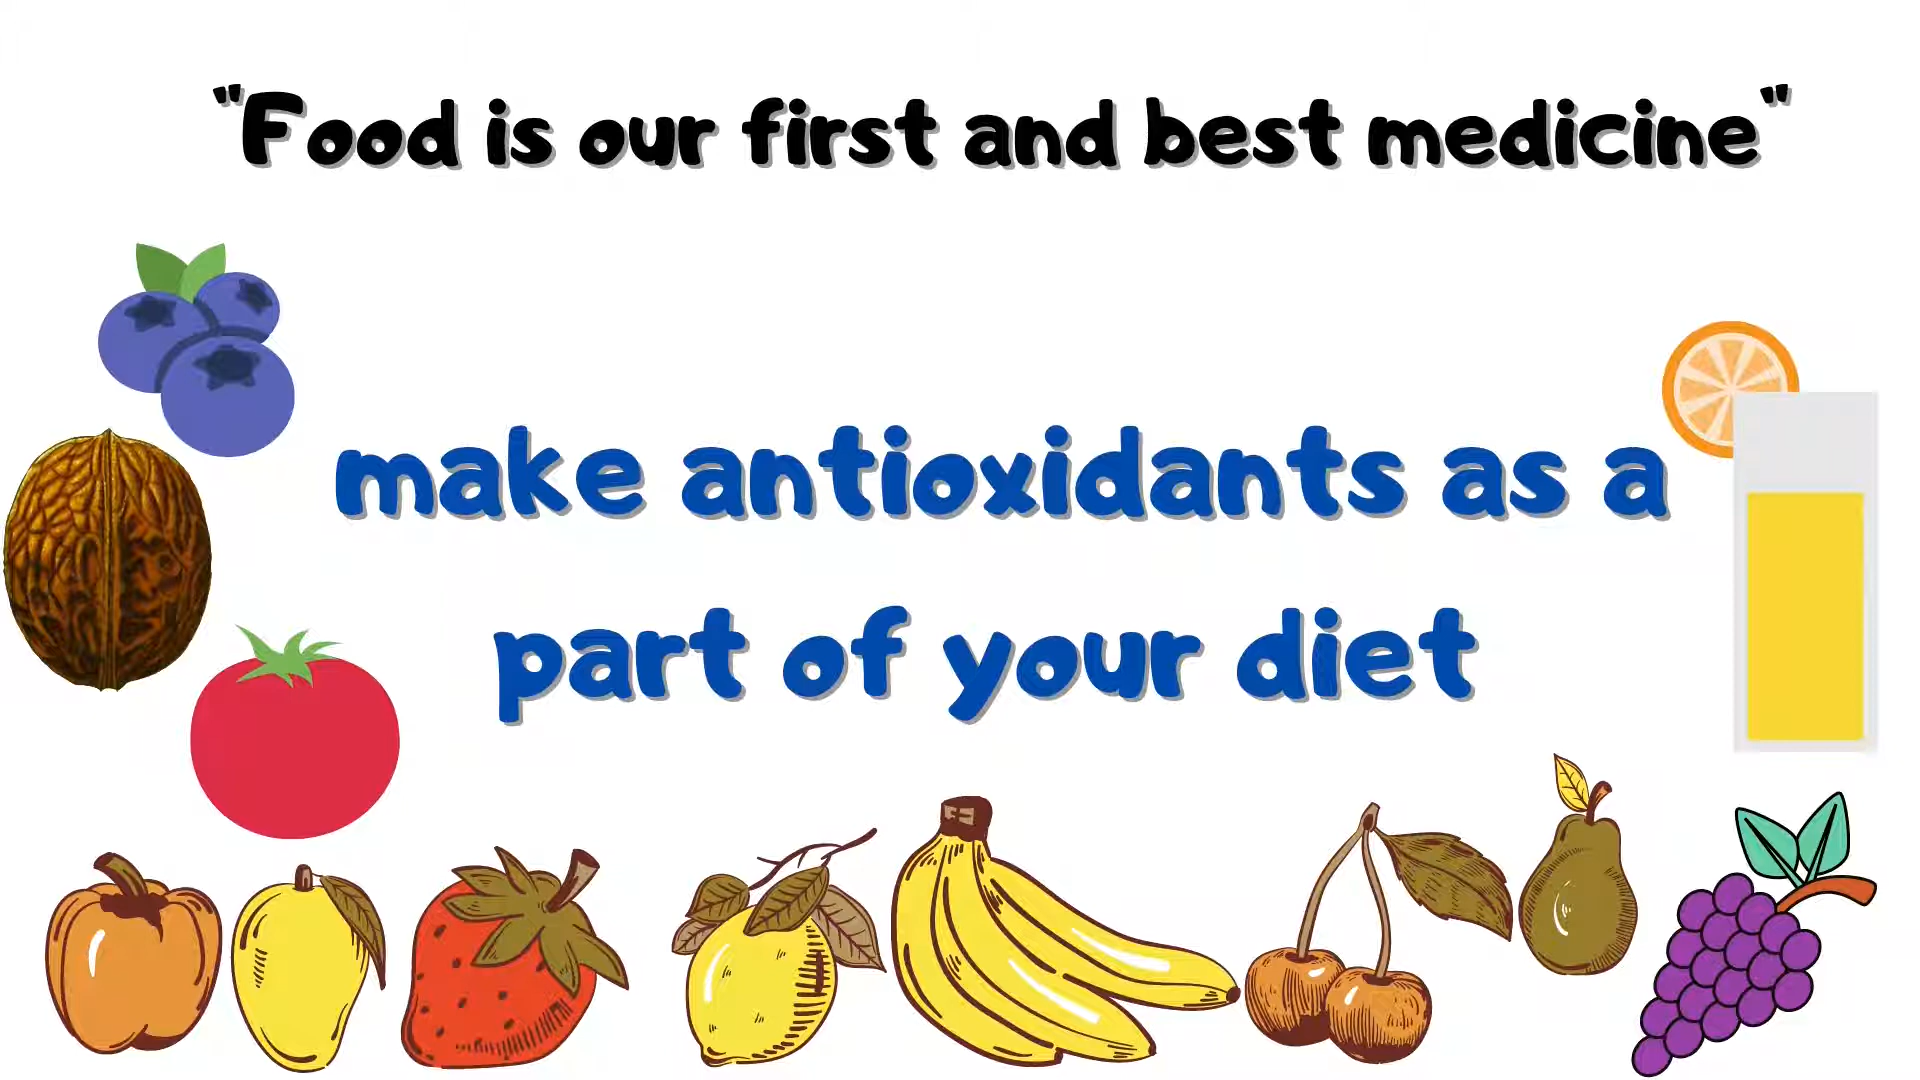 "Food is our first and best medicine"
make antioxidants as a
part of your diet